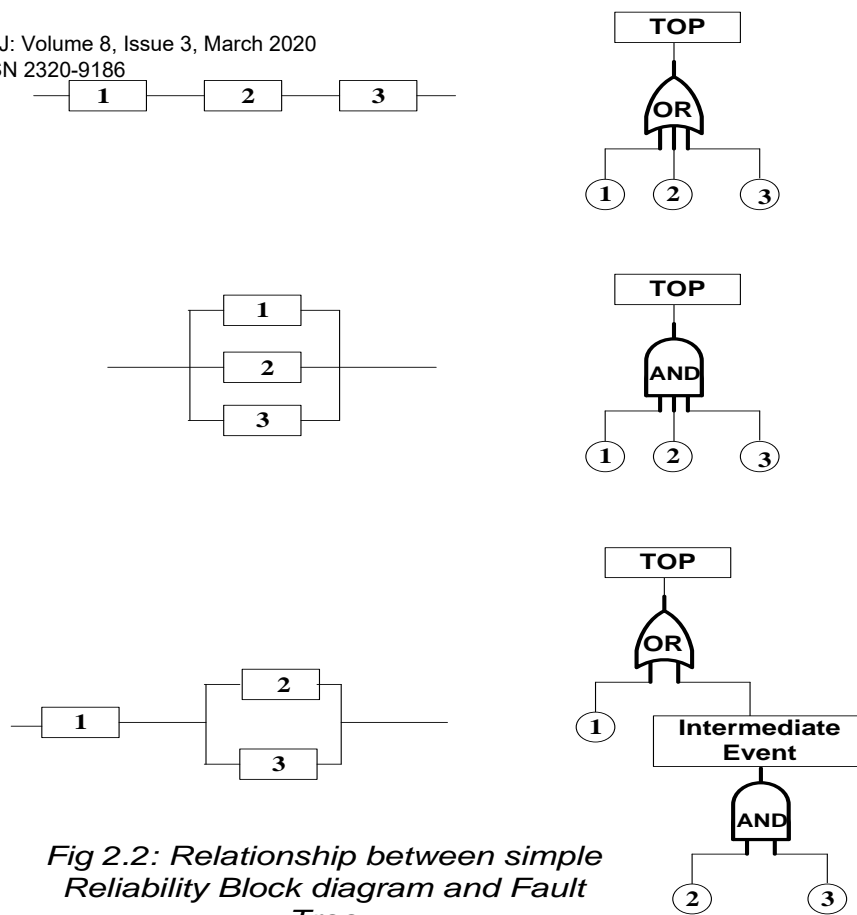 J: Volume 8, Issue 3, March 2020
SN 2320-9186
1 2 3
TOP
OR
1 2 3
1
2
3
TOP
AND
1 2 3
1
2
3
TOP
OR
1
Intermediate
Event
AND
2 3
Fig 2.2: Relationship between simple
Reliability Block diagram and Fault
Tree